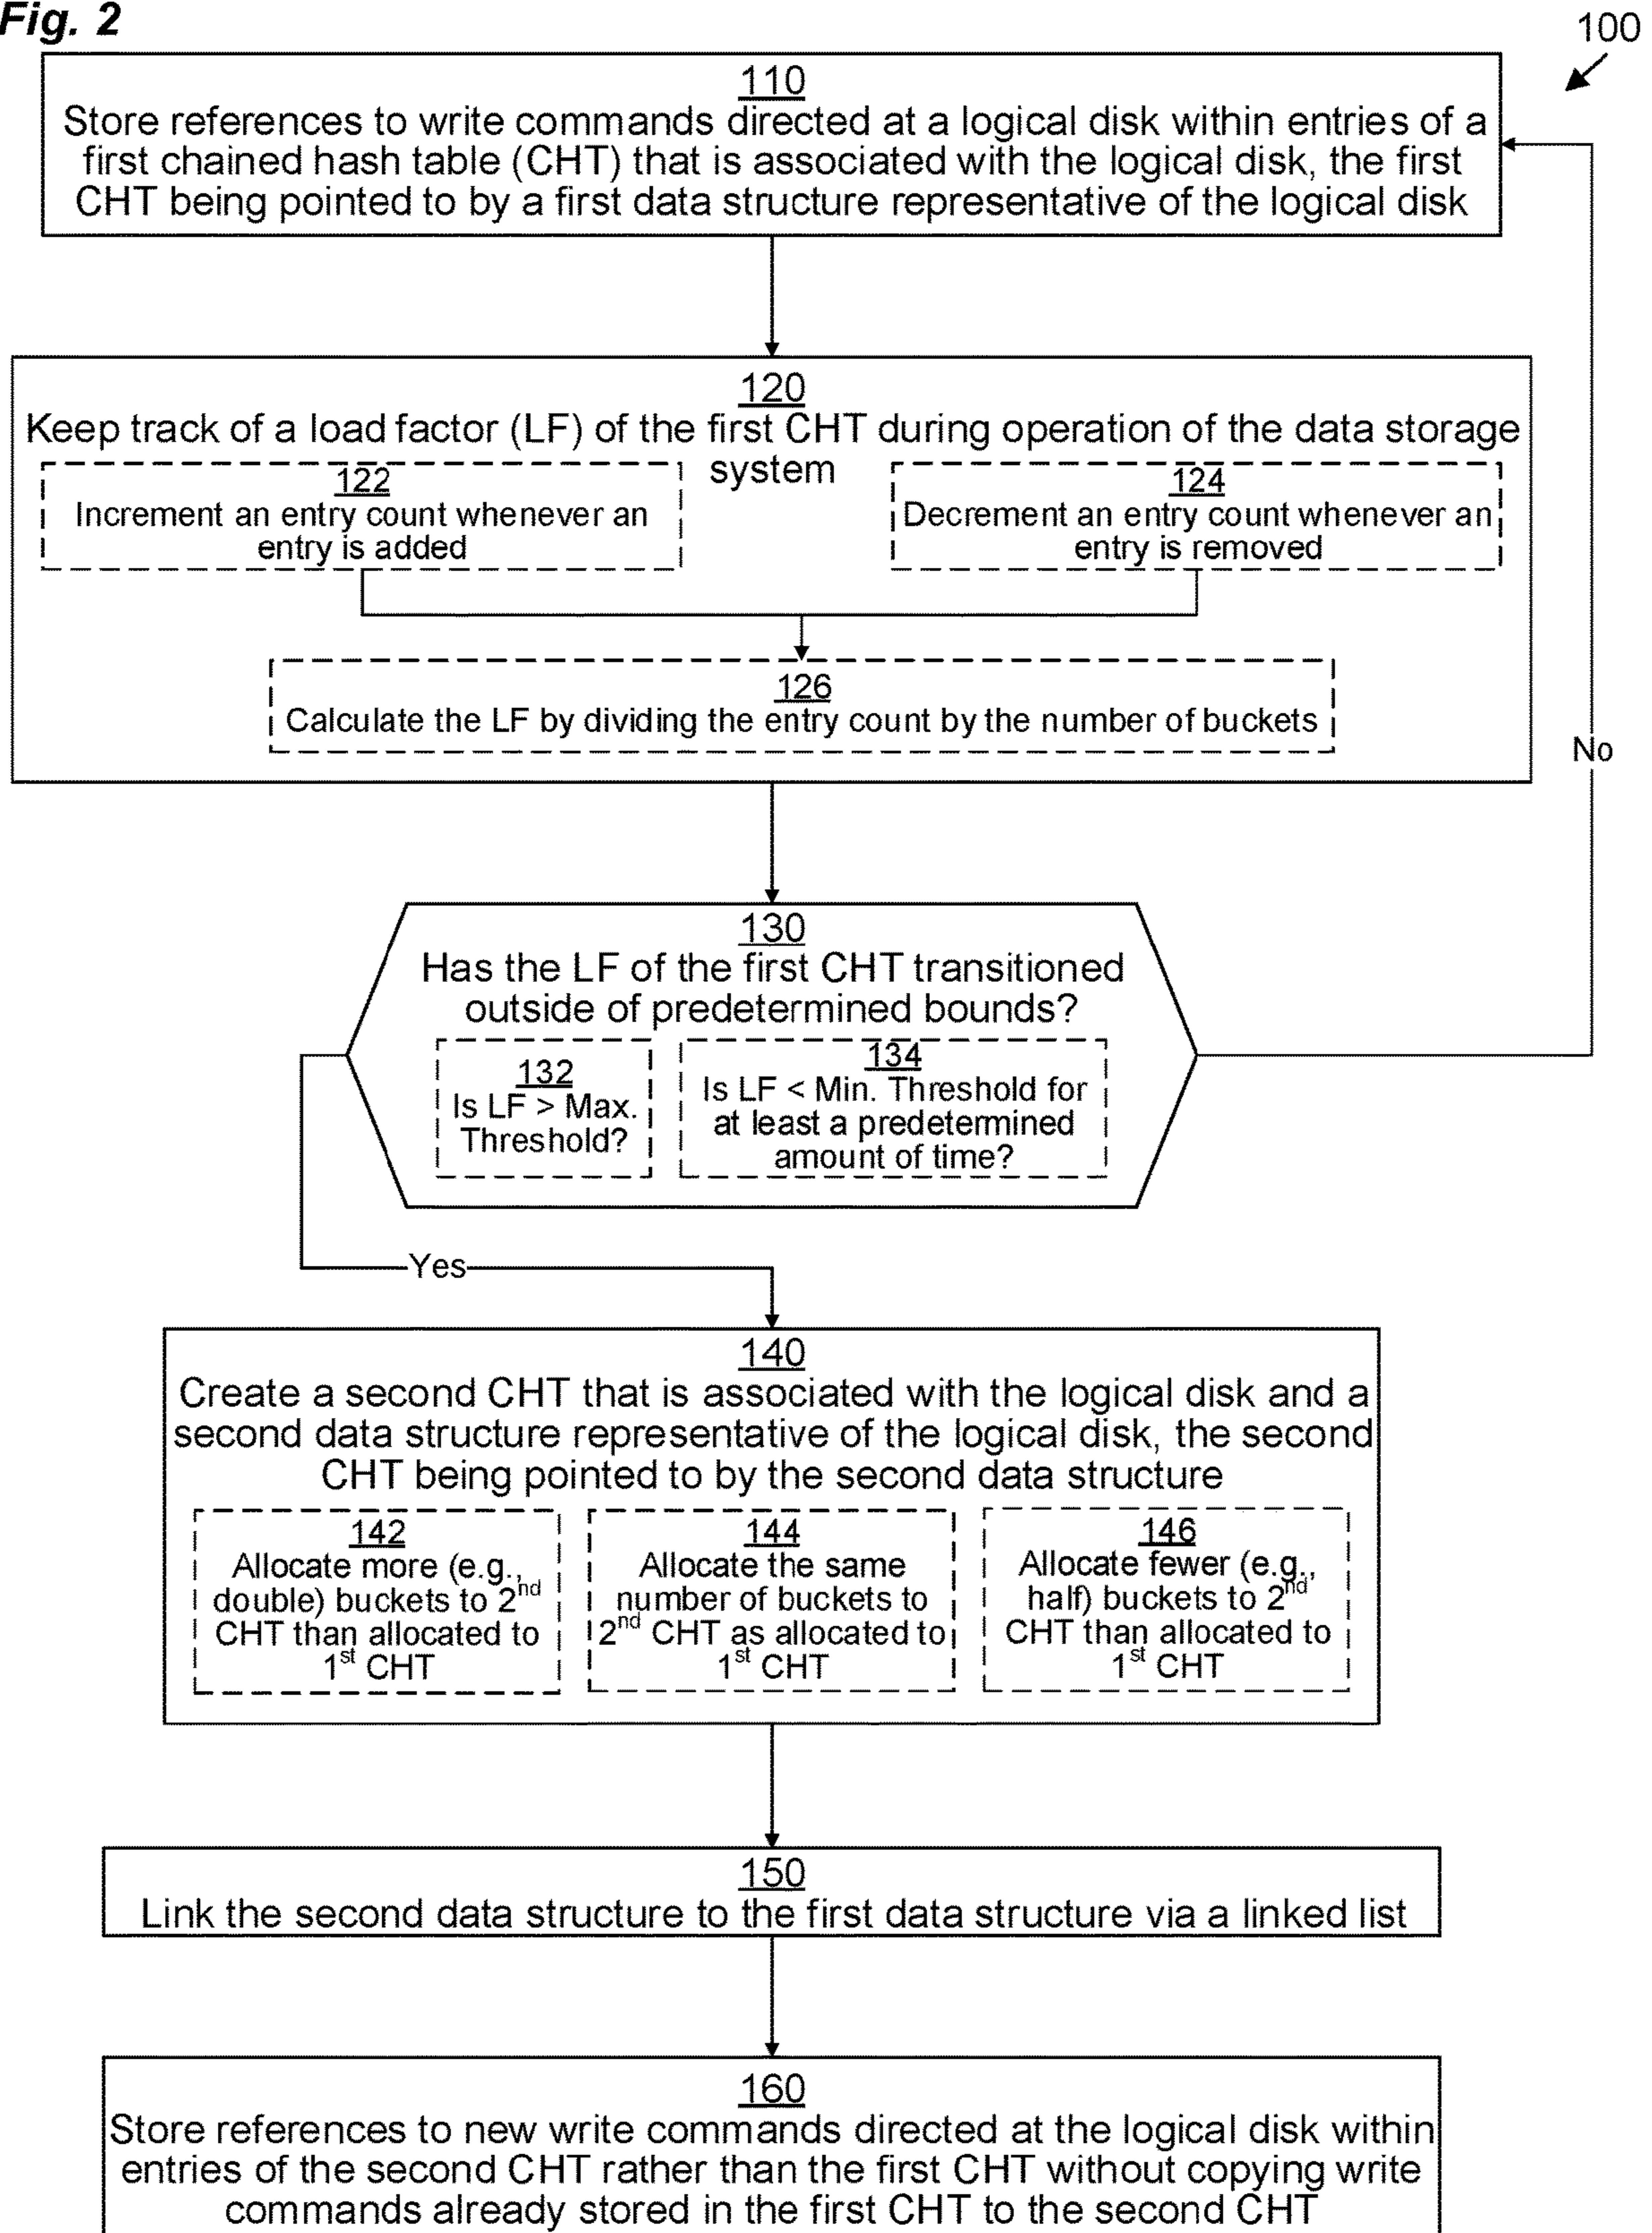 Fig. 2
100
110
Store references to write commands directed at a logical disk within entries of a
first chained hash table (CHT) that is associated with the logical disk, the first
CHT being pointed to by a first data structure representative of the logical disk
120
Keep track of a load factor (LF) of the first CHT during operation of the data storage
system
122
Increment an entry count whenever an
entry is added
124
Decrement an entry count whenever an
entry is removed
126
Calculate the LF by dividing the entry count by the number of buckets
No
130
Has the LF of the first CHT transitioned
outside of predetermined bounds?
132
Is LF > Max.
Threshold?
134
Is LF < Min. Threshold for
at least a predetermined
amount of time?
Yes
140
Create a second CHT that is associated with the logical disk and a
second data structure representative of the logical disk, the second
CHT being pointed to by the second data structure
142
Allocate more (e.g.,
double) buckets to 2nd
CHT than allocated to
1st CHT
144
Allocate the same
number of buckets to
2nd CHT as allocated to
1st CHT
146
Allocate fewer (e.g.,
half) buckets to 2nd
CHT than allocated to
1st CHT
150
Link the second data structure to the first data structure via a linked list
160
Store references to new write commands directed at the logical disk within
entries of the second CHT rather than the first CHT without copying write
commands already stored in the first CHT to the second CHT